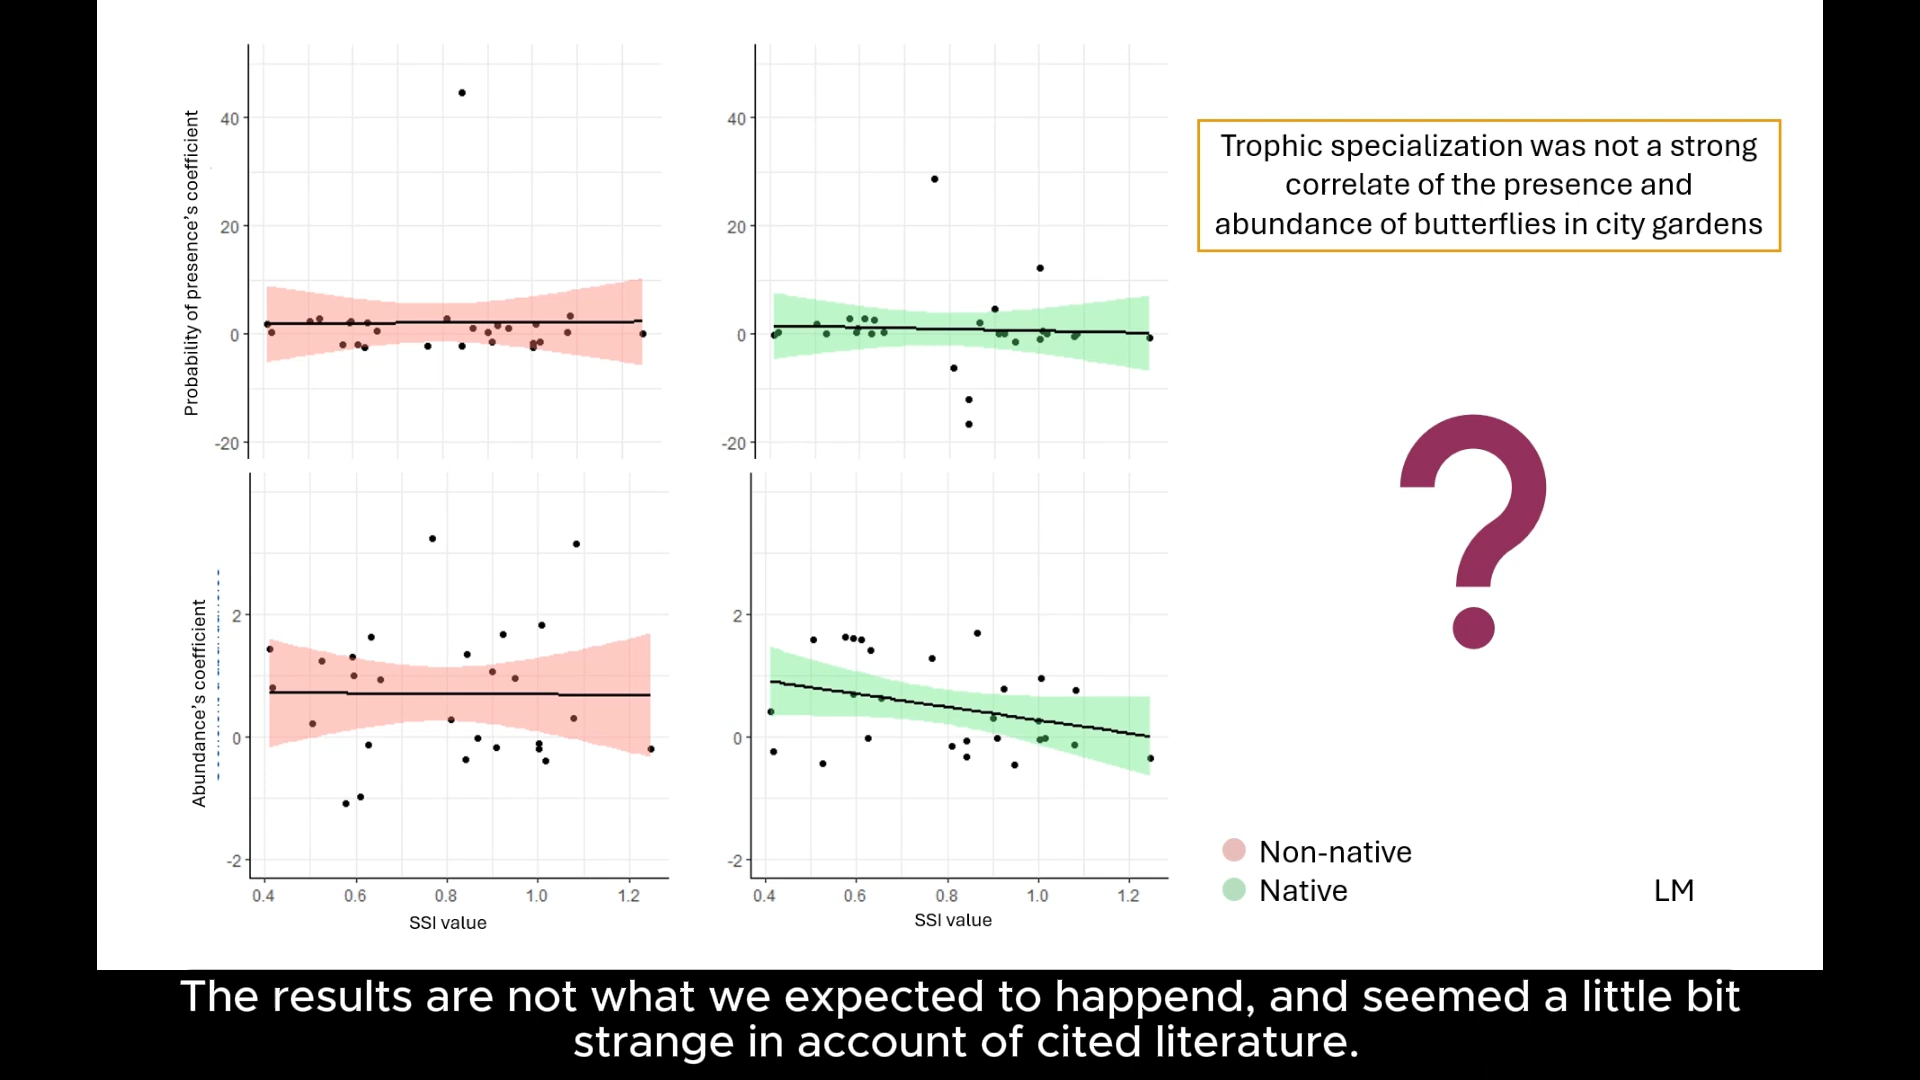 Probability of presence’s coefficient
40
20
0
-20
40
20
0
-20
Trophic specialization was not a strong
correlate of the presence and
abundance of butterflies in city gardens
Abundance’s coefficient
2
0
-2
0.4 0.6 0.8 1.0 1.2
SSI value
2
0
-2
0.4 0.6 0.8 1.0 1.2
SSI value
Non-native
Native
LM
The results are not what we expected to happend, and seemed a little bit
strange in account of cited literature.